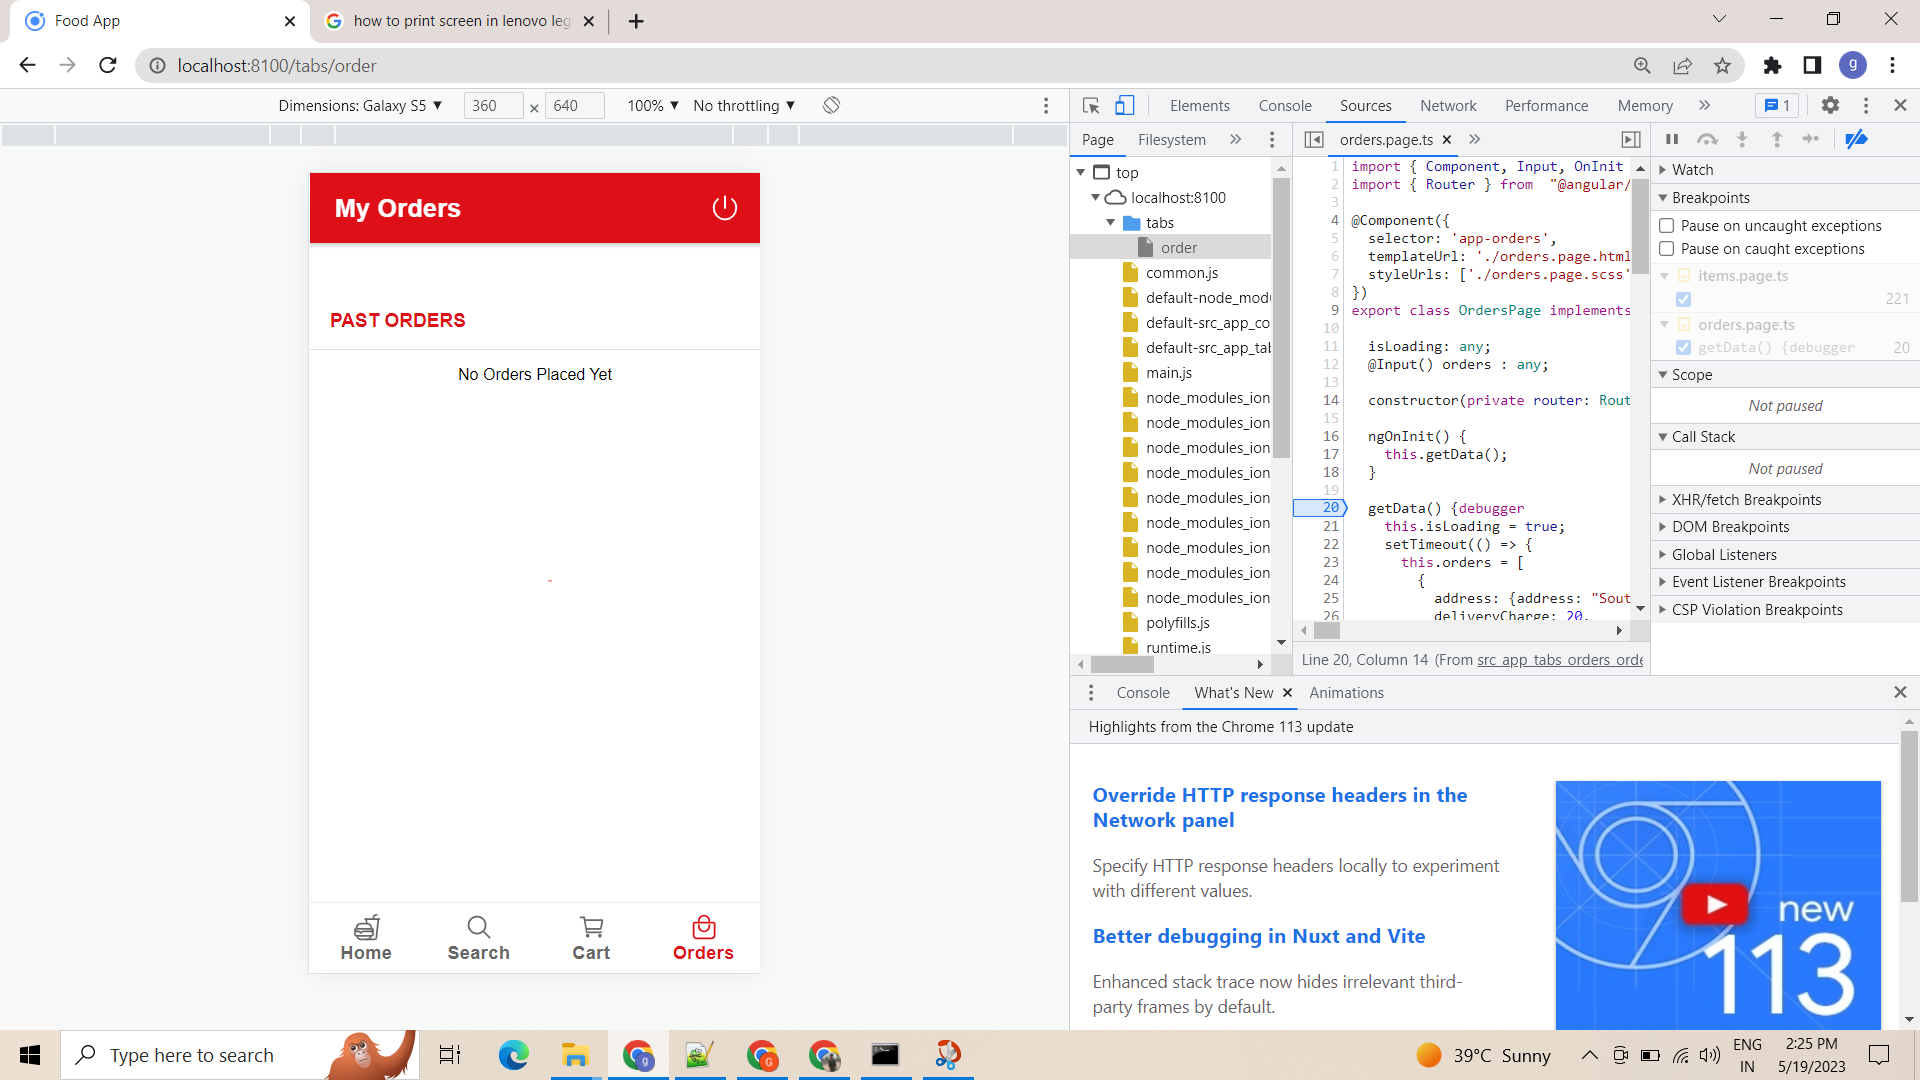 Food App
how to print screen in lenovo leg
localhost:8100/tabs/order
g
Dimensions: Galaxy S5 ▼
360 × 640
100% ▼
No throttling ▼
My Orders
PAST ORDERS
No Orders Placed Yet
Home
Search
Cart
Orders
Elements
Console
Sources
Network
Performance
Memory
1
Page
Filesystem
top
localhost:8100
tabs
order
common.js
default-node_modu
default-src_app_co
default-src_app_tab
main.js
node_modules_ion
node_modules_ion
node_modules_ion
node_modules_ion
node_modules_ion
node_modules_ion
node_modules_ion
node_modules_ion
node_modules_ion
polyfills.js
runtime.js
orders.page.ts
1 import { Component, Input, OnInit
2 import { Router } from "@angular/
3
4 @Component({
5 selector: 'app-orders',
6 templateUrl: './orders.page.html
7 styleUrls: ['./orders.page.scss'
8 })
9 export class OrdersPage implements
10
11 isLoading: any;
12 @Input() orders : any;
13
14 constructor(private router: Rout
15
16 ngOnInit() {
17 this.getData();
18 }
19
20 getData() {debugger
21 this.isLoading = true;
22 setTimeout(() => {
23 this.orders = [
24 {
25 address: {address: "Sout
26 deliveryCharge: 20,
Line 20, Column 14 (From src_app_tabs_orders_orde
Watch
Breakpoints
Pause on uncaught exceptions
Pause on caught exceptions
items.page.ts
221
orders.page.ts
getData() {debugger 20
Scope
Not paused
Call Stack
Not paused
XHR/fetch Breakpoints
DOM Breakpoints
Global Listeners
Event Listener Breakpoints
CSP Violation Breakpoints
Console
What's New
Animations
Highlights from the Chrome 113 update
Override HTTP response headers in the
Network panel
Specify HTTP response headers locally to experiment
with different values.
Better debugging in Nuxt and Vite
Enhanced stack trace now hides irrelevant third-
party frames by default.
new
113
Type here to search
g
G
39°C Sunny
ENG
IN
2:25 PM
5/19/2023